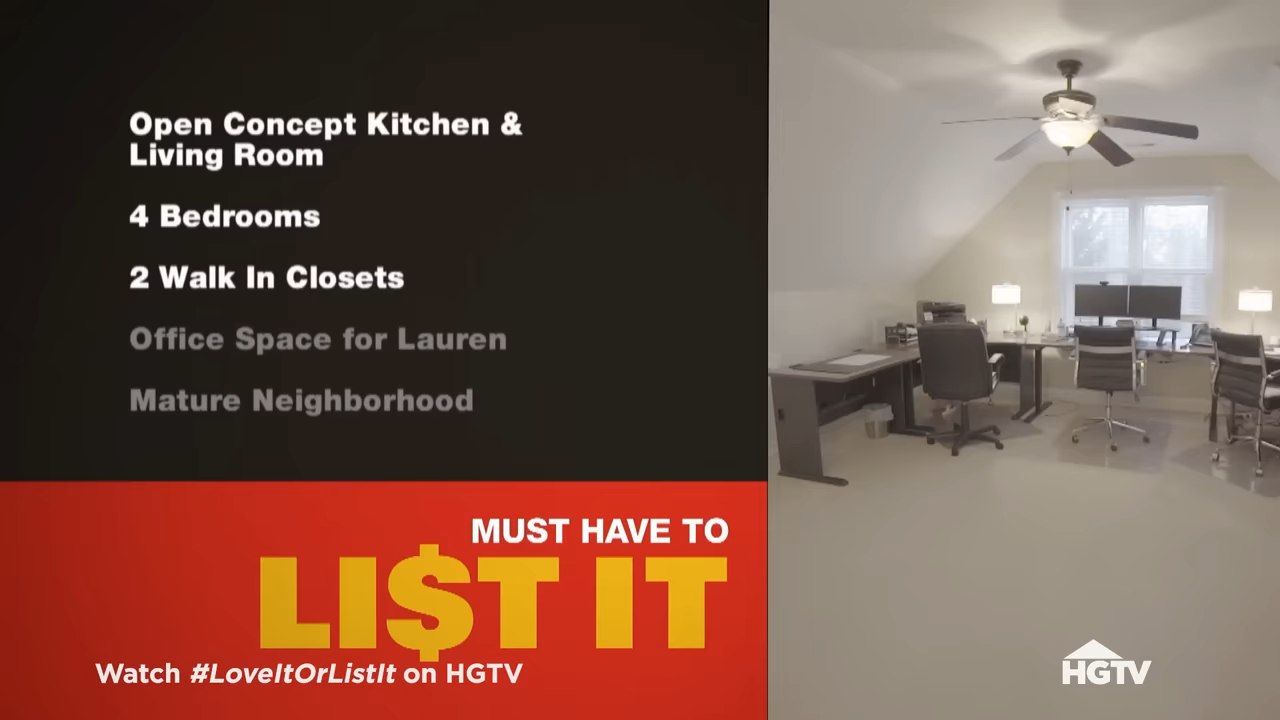 Open Concept Kitchen &
Living Room
4 Bedrooms
2 Walk In Closets
Office Space for Lauren
Mature Neighborhood
MUST HAVE TO
LI$T IT
Watch #LoveItOrListIt on HGTV
HGTV